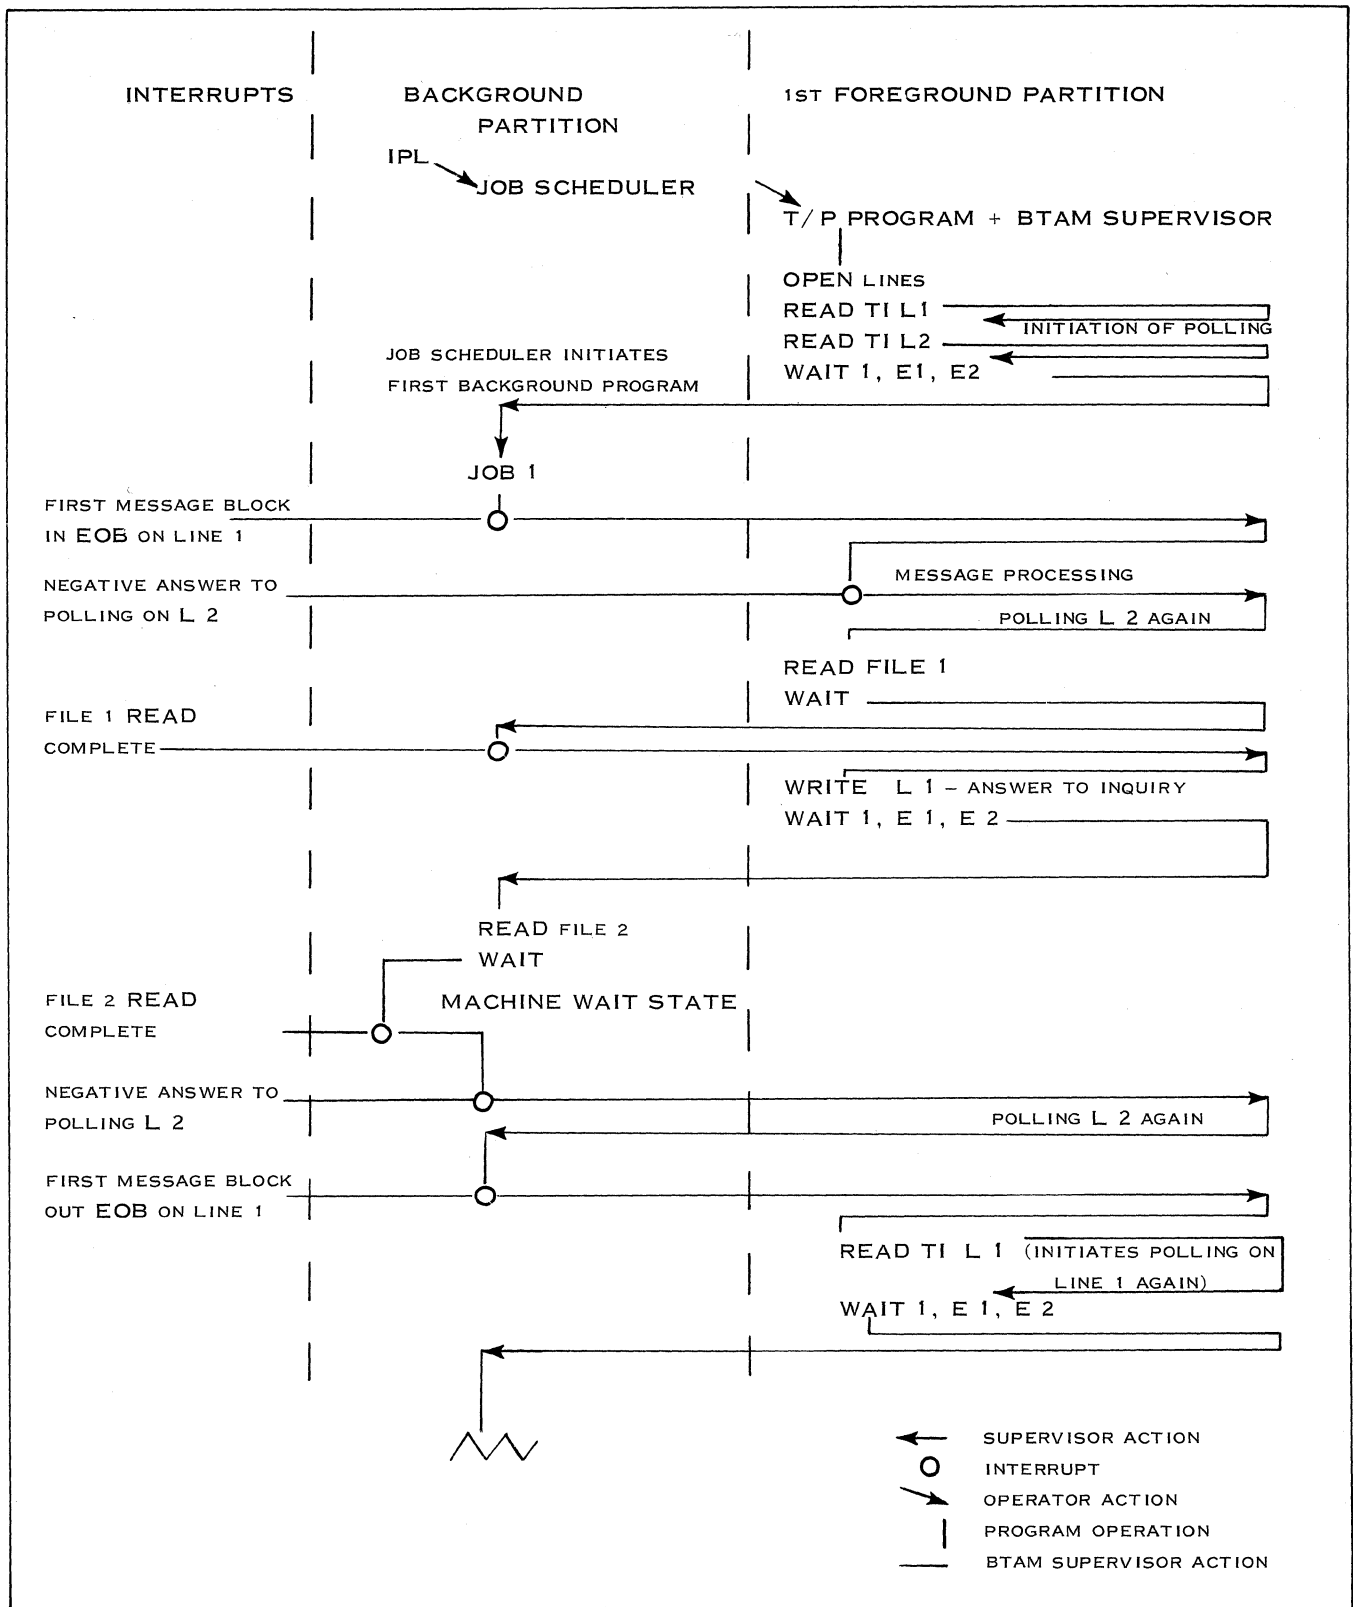 INTERRUPTS
BACKGROUND
PARTITION
1ST FOREGROUND PARTITION
IPL
JOB SCHEDULER
T/P PROGRAM + BTAM SUPERVISOR
OPEN LINES
READ TI L1
INITIATION OF POLLING
READ TI L2
JOB SCHEDULER INITIATES
FIRST BACKGROUND PROGRAM
WAIT 1, E1, E2
JOB 1
FIRST MESSAGE BLOCK
IN EOB ON LINE 1
NEGATIVE ANSWER TO
POLLING ON L 2
MESSAGE PROCESSING
POLLING L 2 AGAIN
READ FILE 1
WAIT
FILE 1 READ
COMPLETE
WRITE L 1 – ANSWER TO INQUIRY
WAIT 1, E 1, E 2
READ FILE 2
WAIT
FILE 2 READ
COMPLETE
MACHINE WAIT STATE
NEGATIVE ANSWER TO
POLLING L 2
POLLING L 2 AGAIN
FIRST MESSAGE BLOCK
OUT EOB ON LINE 1
READ TI L 1 (INITIATES POLLING ON
LINE 1 AGAIN)
WAIT 1, E 1, E 2
SUPERVISOR ACTION
INTERRUPT
OPERATOR ACTION
PROGRAM OPERATION
BTAM SUPERVISOR ACTION